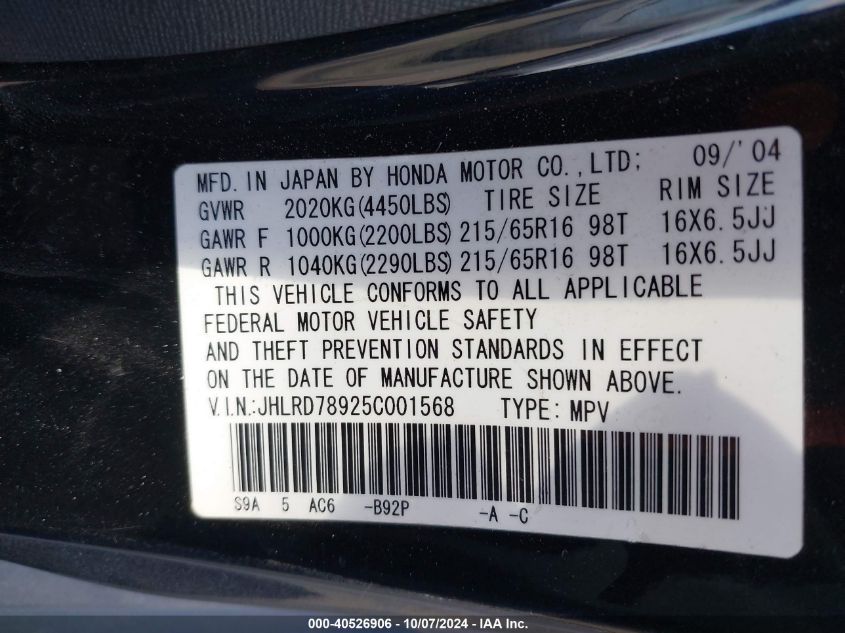 MFD. IN JAPAN BY HONDA MOTOR CO.,LTD; 09/'04
GVWR 2020KG(4450LBS) TIRE SIZE RIM SIZE
GAWR F 1000KG(2200LBS) 215/65R16 98T 16X6.5JJ
GAWR R 1040KG(2290LBS) 215/65R16 98T 16X6.5JJ
THIS VEHICLE CONFORMS TO ALL APPLICABLE
FEDERAL MOTOR VEHICLE SAFETY
AND THEFT PREVENTION STANDARDS IN EFFECT
ON THE DATE OF MANUFACTURE SHOWN ABOVE.
V.I.N.:JHLRD78925C001568 TYPE: MPV
S9A 5 AC6 -B92P -A -C
000-40526906 - 10/07/2024 - IAA Inc.